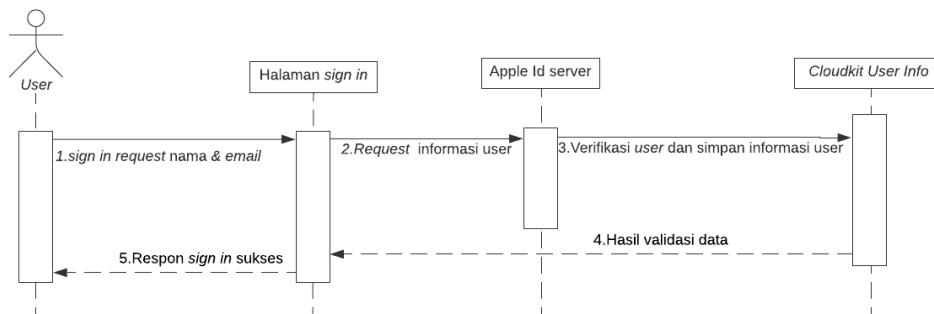 User
Halaman sign in
Apple Id server
Cloudkit User Info
1.sign in request nama & email
2.Request informasi user
3.Verifikasi user dan simpan informasi user
4.Hasil validasi data
5.Respon sign in sukses